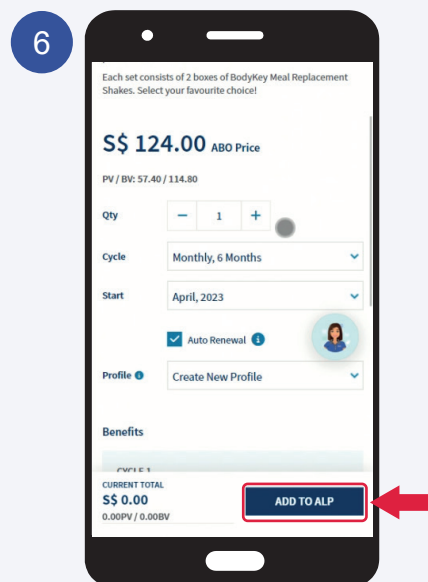 6
Each set consists of 2 boxes of BodyKey Meal Replacement
Shakes. Select your favourite choice!
S$ 124.00 ABO Price
PV / BV: 57.40 / 114.80
Qty − 1 +
Cycle Monthly, 6 Months
Start April, 2023
Auto Renewal i
Profile i Create New Profile
Benefits
CYCLE 1
CURRENT TOTAL
S$ 0.00
0.00PV / 0.00BV
ADD TO ALP